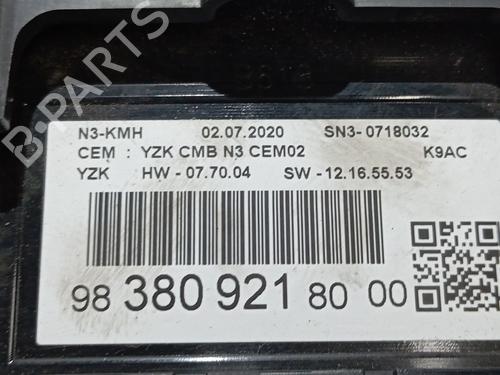 N3-KMH 02.07.2020 SN3- 0718032
CEM : YZK CMB N3 CEM02 K9AC
YZK HW - 07.70.04 SW - 12.16.55.53
98 380 921 80 00
B-PARTS